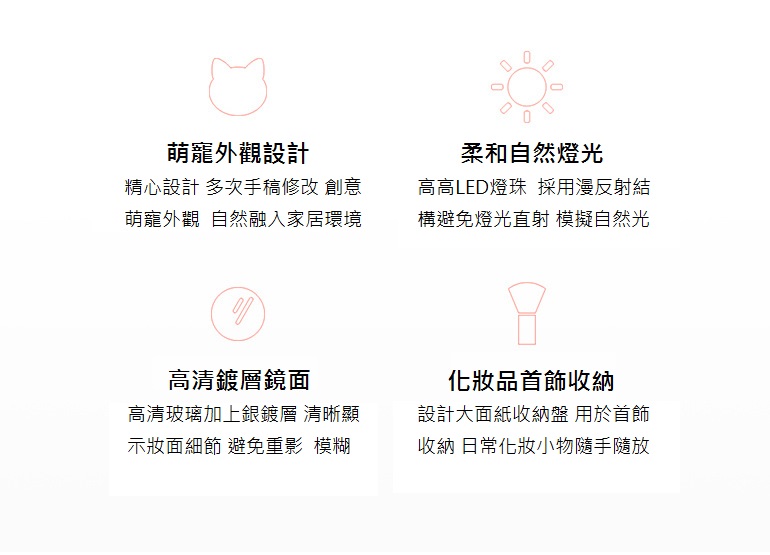 萌寵外觀設計
精心設計 多次手稿修改 創意
萌寵外觀 自然融入家居環境
柔和自然燈光
高高LED燈珠 採用漫反射結
構避免燈光直射 模擬自然光
高清鍍層鏡面
高清玻璃加上銀鍍層 清晰顯
示妝面細節 避免重影 模糊
化妝品首飾收納
設計大面紙收納盤 用於首飾
收納 日常化妝小物隨手隨放